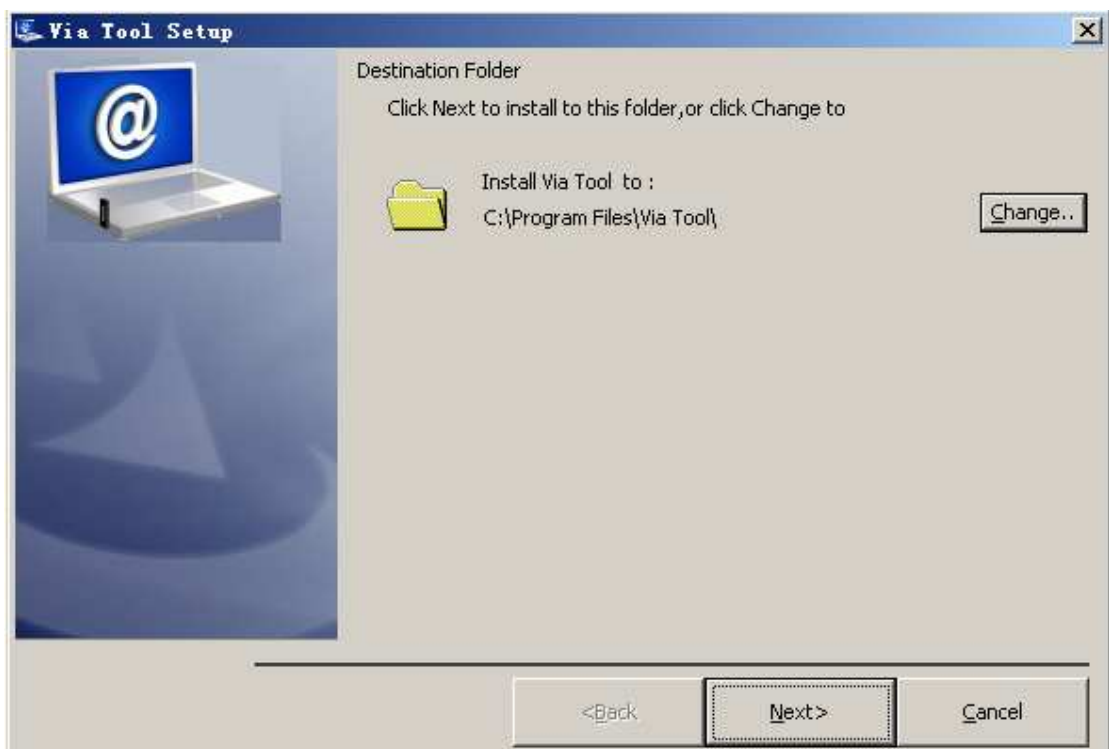 Via Tool Setup
@
Destination Folder
Click Next to install to this folder,or click Change to
Install Via Tool to :
C:\Program Files\Via Tool\
Change..
<Back
Next>
Cancel